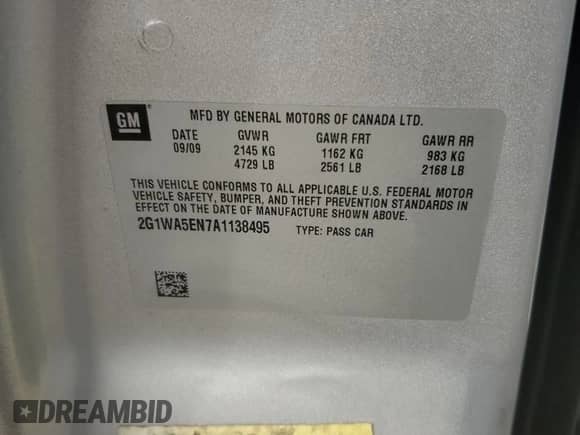 GM
MFD BY GENERAL MOTORS OF CANADA LTD.
DATE GVWR GAWR FRT GAWR RR
09/09 2145 KG 1162 KG 983 KG
4729 LB 2561 LB 2168 LB
THIS VEHICLE CONFORMS TO ALL APPLICABLE U.S. FEDERAL MOTOR
VEHICLE SAFETY, BUMPER, AND THEFT PREVENTION STANDARDS IN
EFFECT ON THE DATE OF MANUFACTURE SHOWN ABOVE.
2G1WA5EN7A1138495 TYPE: PASS CAR
DREAMBID